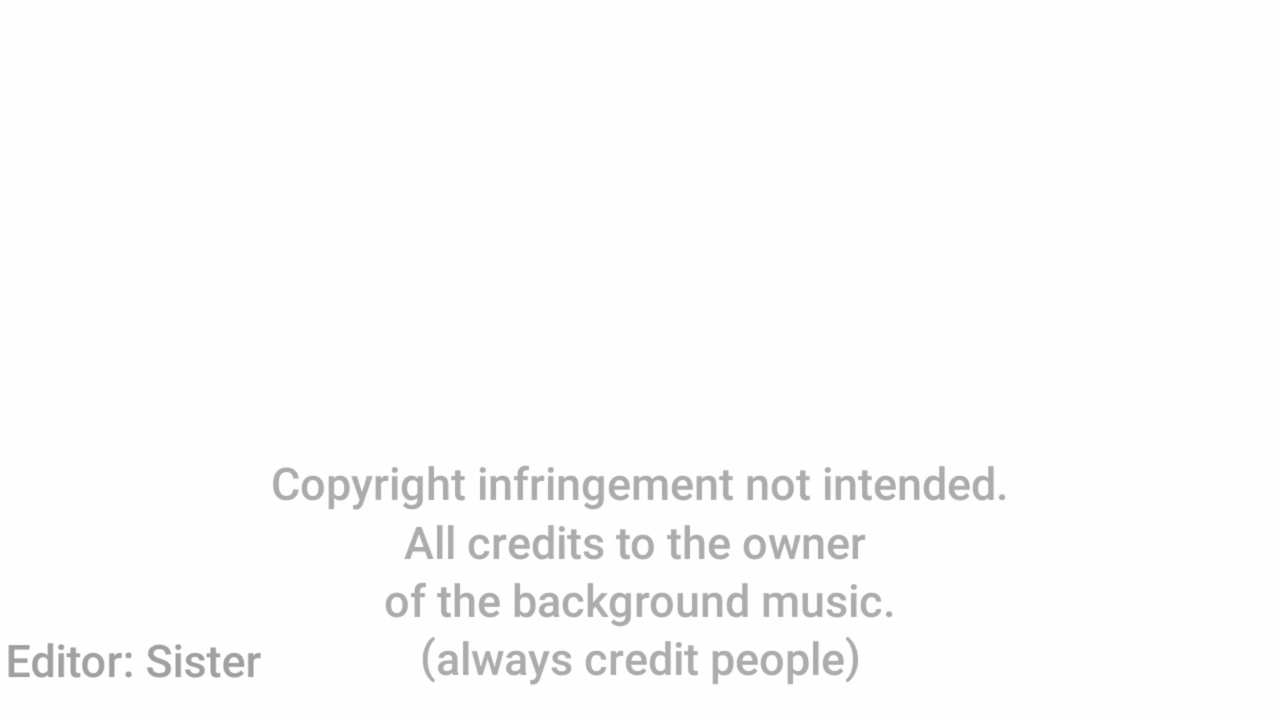 Copyright infringement not intended.
All credits to the owner
of the background music.
(always credit people)
Editor: Sister